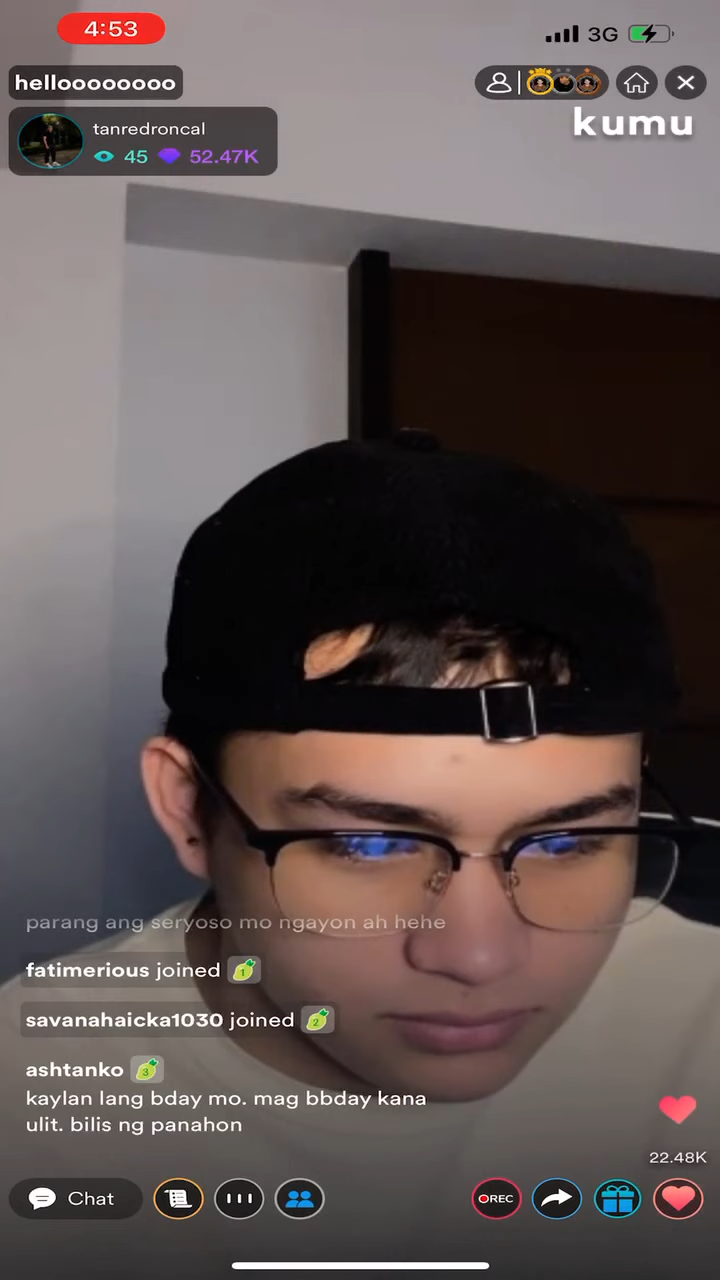 4:53
3G
helloooooooo
kumu
tanredroncal
45 52.47K
parang ang seryoso mo ngayon ah hehe
fatimerious joined 1
savanahaicka1030 joined 2
ashtanko 3
kaylan lang bday mo. mag bbday kana
ulit. bilis ng panahon
22.48K
Chat
REC